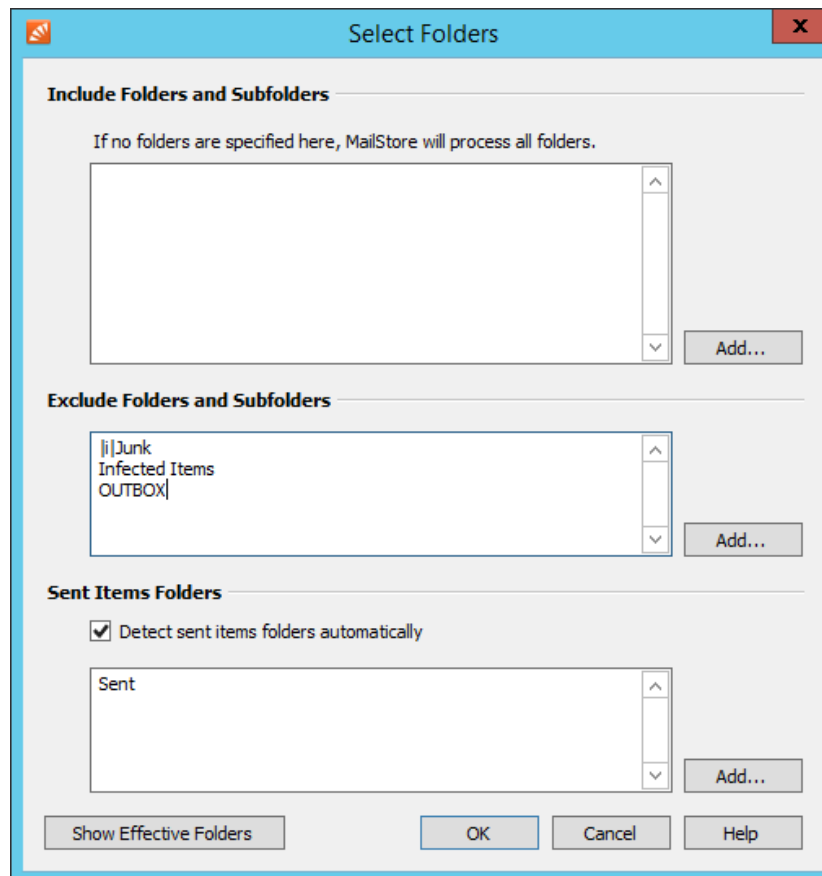 Select Folders
x
Include Folders and Subfolders
If no folders are specified here, MailStore will process all folders.
Add...
Exclude Folders and Subfolders
|i|Junk
Infected Items
OUTBOX
Add...
Sent Items Folders
Detect sent items folders automatically
Sent
Add...
Show Effective Folders OK Cancel Help